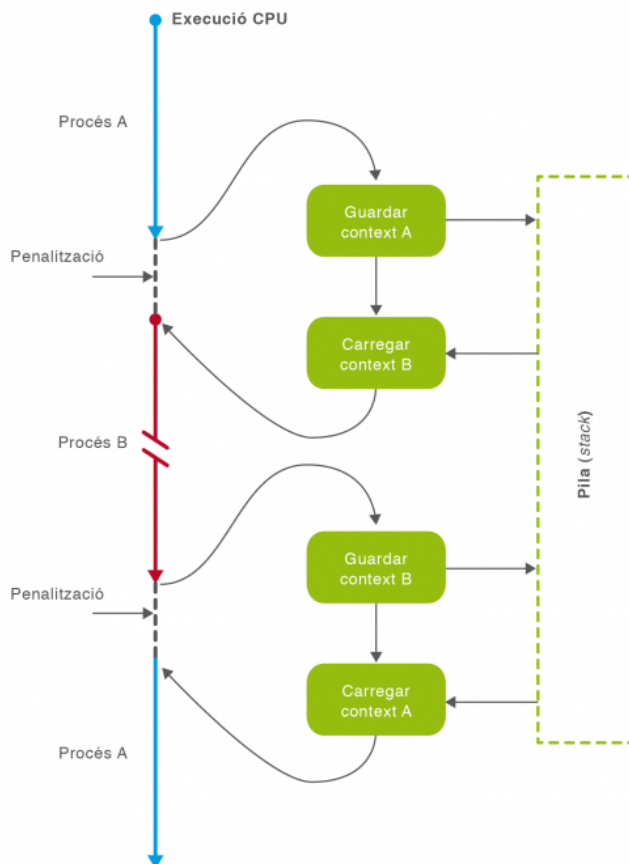 Execució CPU
Procés A
Guardar
context A
Penalització
Carregar
context B
Procés B
Pila (stack)
Guardar
context B
Penalització
Carregar
context A
Procés A